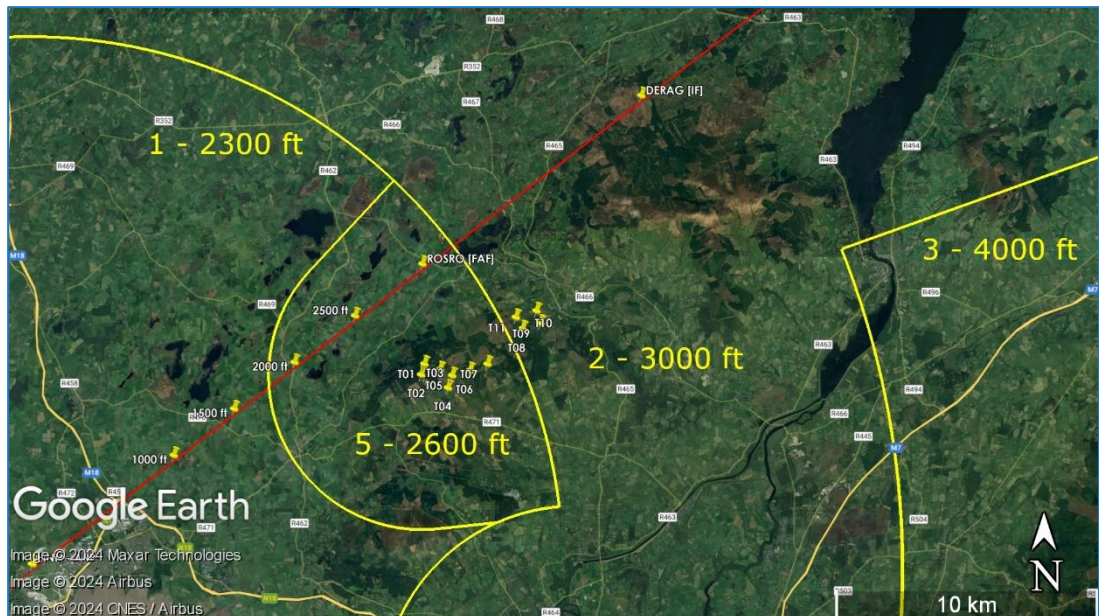 R468
R463
R352
R467
DERAG [IF]
R352
R466
R465
R463
R494
1 - 2300 ft
R469
R462
3 - 4000 ft
M18
ROSRO [FAF]
M7
R466
R496
R469
2500 ft
T11
T10
T09
T08
R463
2 - 3000 ft
2000 ft
T01
T03
T07
T05
T06
T02
T04
R458
R465
R494
1500 ft
R466
R471
R445
5 - 2600 ft
M7
1000 ft
M18
R472
Google Earth
R471
R462
R463
R504
Image © 2024 Maxar Technologies
Image © 2024 Airbus
N18
Image © 2024 CNES / Airbus
R464
10 km
N